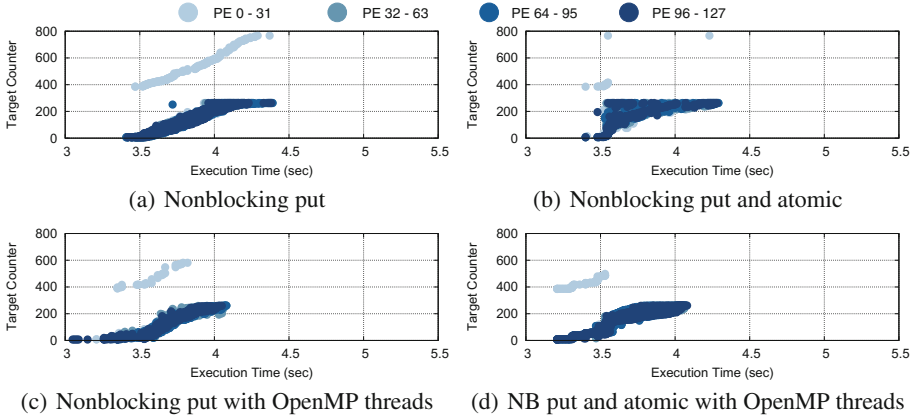 PE 0 - 31 PE 32 - 63 PE 64 - 95 PE 96 - 127
Target Counter
800
600
400
200
0
3 3.5 4 4.5 5 5.5
Execution Time (sec)
(a) Nonblocking put
Target Counter
800
600
400
200
0
3 3.5 4 4.5 5 5.5
Execution Time (sec)
(b) Nonblocking put and atomic
Target Counter
800
600
400
200
0
3 3.5 4 4.5 5 5.5
Execution Time (sec)
(c) Nonblocking put with OpenMP threads
Target Counter
800
600
400
200
0
3 3.5 4 4.5 5 5.5
Execution Time (sec)
(d) NB put and atomic with OpenMP threads